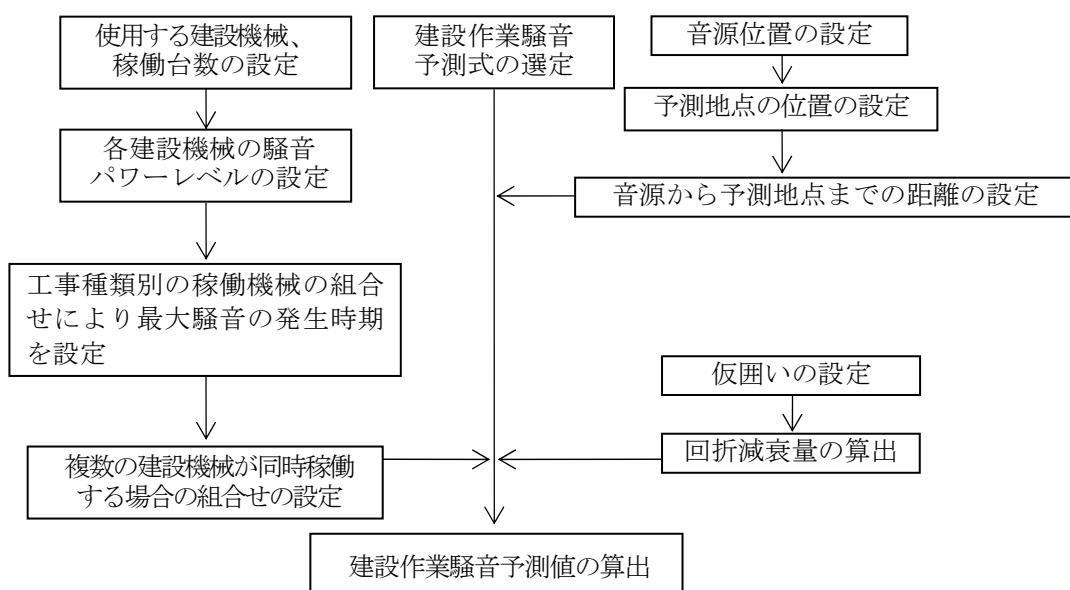 使用する建設機械、
稼働台数の設定
建設作業騒音
予測式の選定
音源位置の設定
予測地点の位置の設定
各建設機械の騒音
パワーレベルの設定
音源から予測地点までの距離の設定
工事種類別の稼働機械の組合
せにより最大騒音の発生時期
を設定
仮囲いの設定
回折減衰量の算出
複数の建設機械が同時稼働
する場合の組合せの設定
建設作業騒音予測値の算出